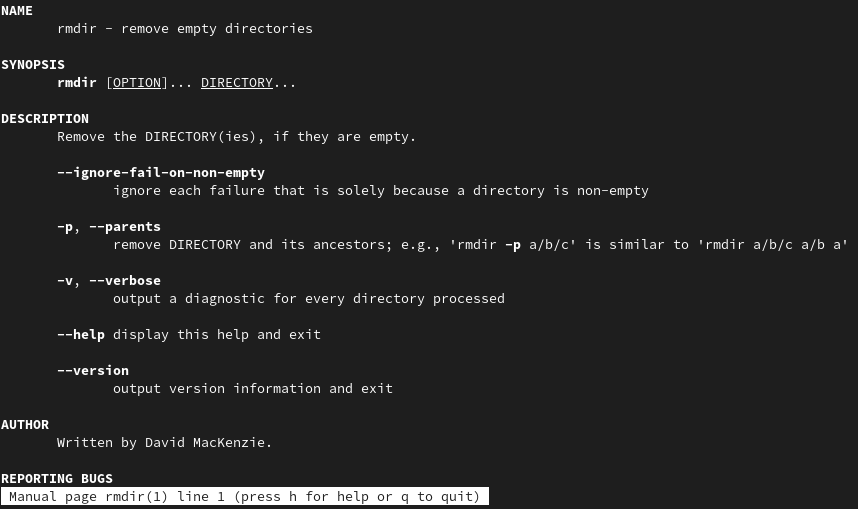 NAME
rmdir - remove empty directories
SYNOPSIS
rmdir [OPTION]... DIRECTORY...
DESCRIPTION
Remove the DIRECTORY(ies), if they are empty.
--ignore-fail-on-non-empty
ignore each failure that is solely because a directory is non-empty
-p, --parents
remove DIRECTORY and its ancestors; e.g., 'rmdir -p a/b/c' is similar to 'rmdir a/b/c a/b a'
-v, --verbose
output a diagnostic for every directory processed
--help display this help and exit
--version
output version information and exit
AUTHOR
Written by David MacKenzie.
REPORTING BUGS
Manual page rmdir(1) line 1 (press h for help or q to quit)